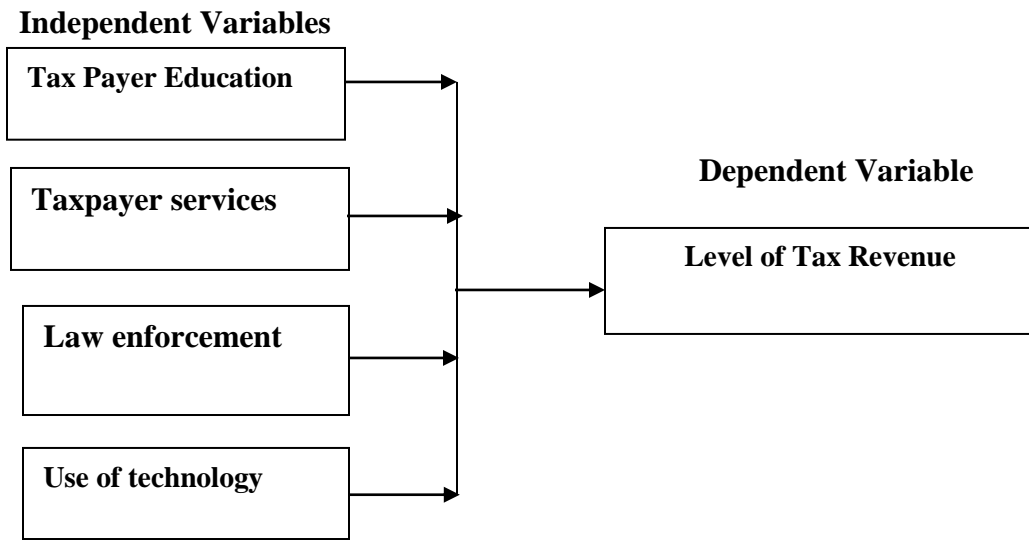 Independent Variables
Tax Payer Education
Taxpayer services
Law enforcement
Use of technology
Dependent Variable
Level of Tax Revenue